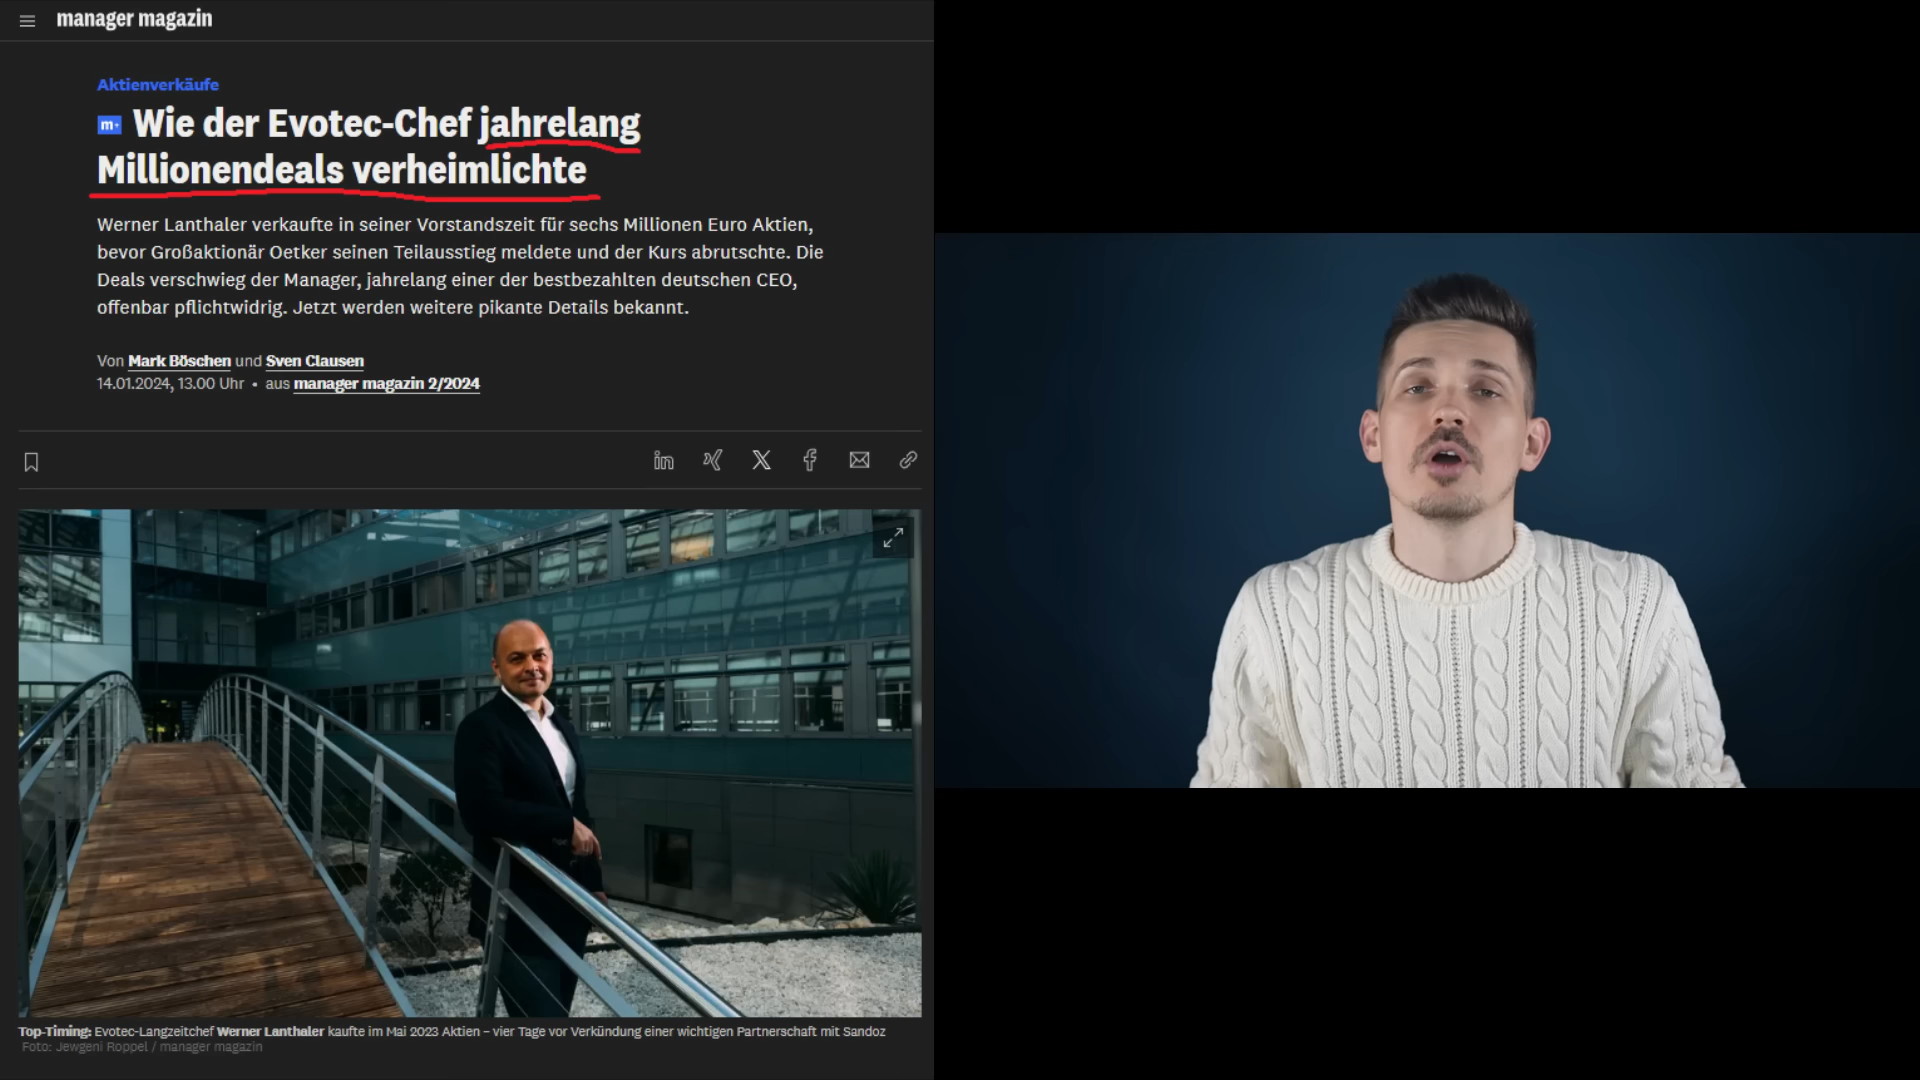 manager magazin
Aktienverkäufe
m+ Wie der Evotec-Chef jahrelang
Millionendeals verheimlichte
Werner Lanthaler verkaufte in seiner Vorstandszeit für sechs Millionen Euro Aktien,
bevor Großaktionär Oetker seinen Teilausstieg meldete und der Kurs abrutschte. Die
Deals verschwieg der Manager, jahrelang einer der bestbezahlten deutschen CEO,
offenbar pflichtwidrig. Jetzt werden weitere pikante Details bekannt.
Von Mark Böschen und Sven Clausen
14.01.2024, 13.00 Uhr • aus manager magazin 2/2024
Top-Timing: Evotec-Langzeitchef Werner Lanthaler kaufte im Mai 2023 Aktien – vier Tage vor Verkündung einer wichtigen Partnerschaft mit Sandoz
Foto: Jewgeni Roppel / manager magazin